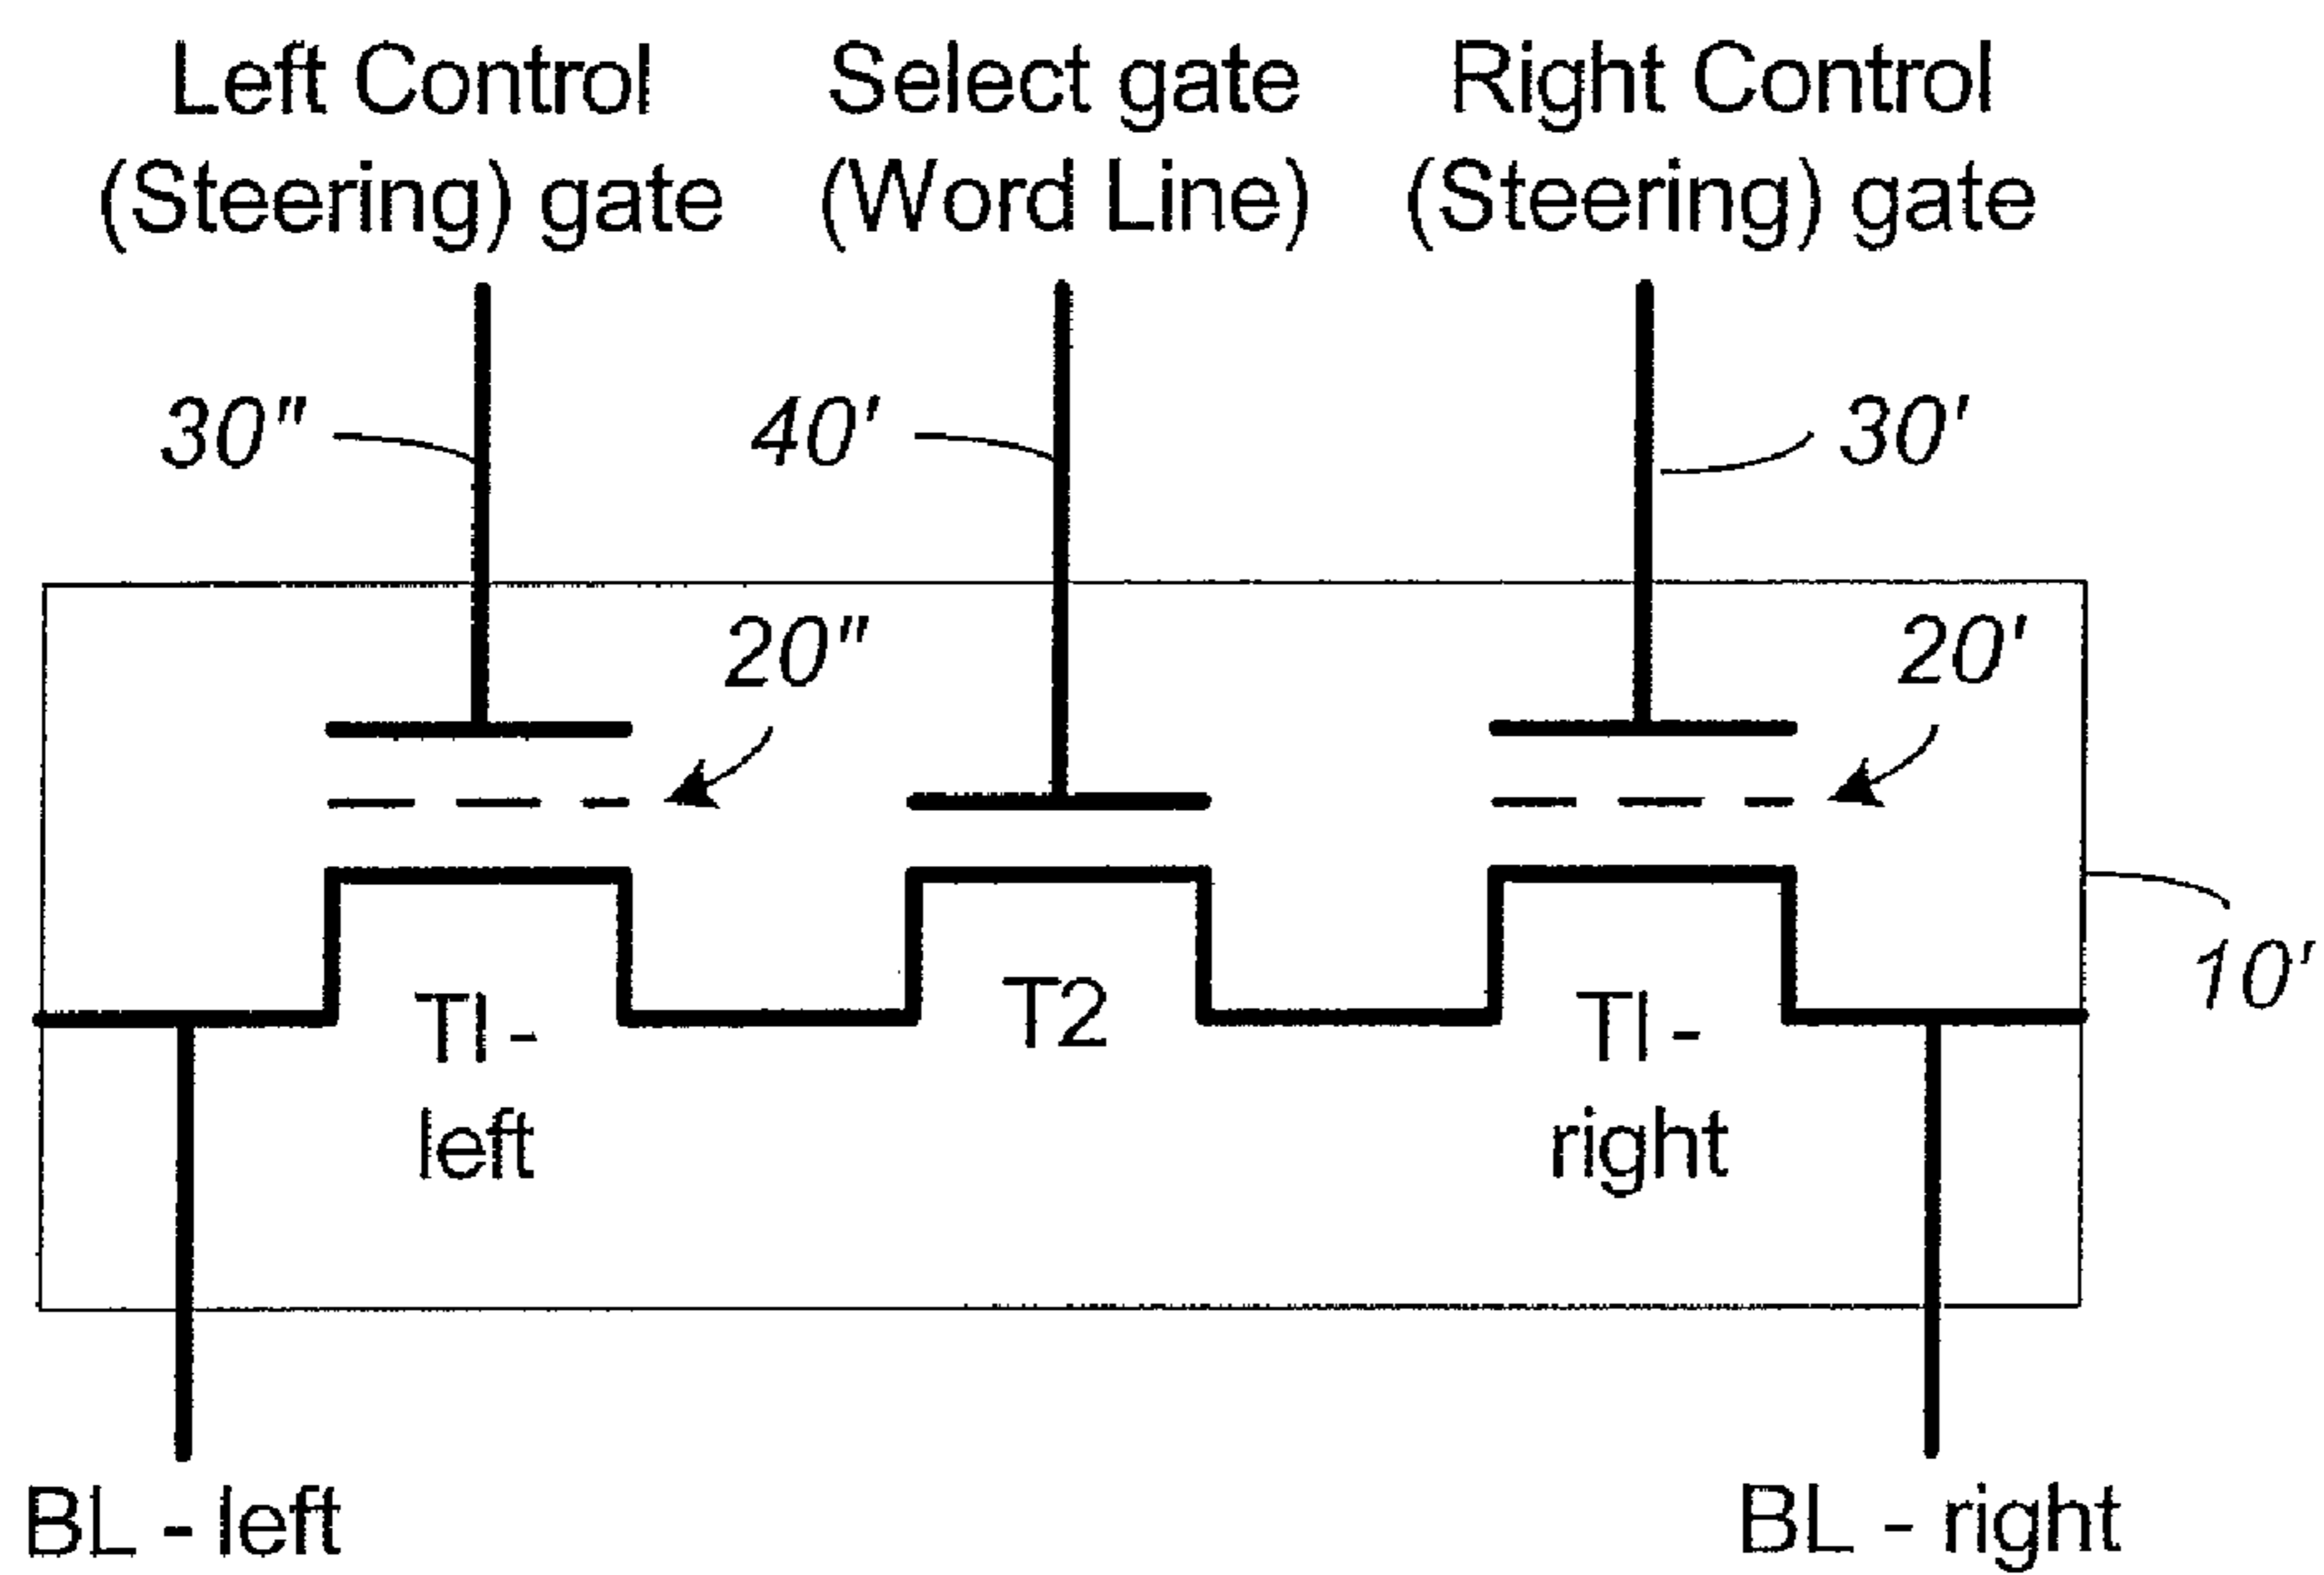 Left Control
(Steering) gate
Select gate
(Word Line)
Right Control
(Steering) gate
30"
40'
30'
20"
20'
10'
TI -
left
T2
TI -
right
BL - left
BL - right